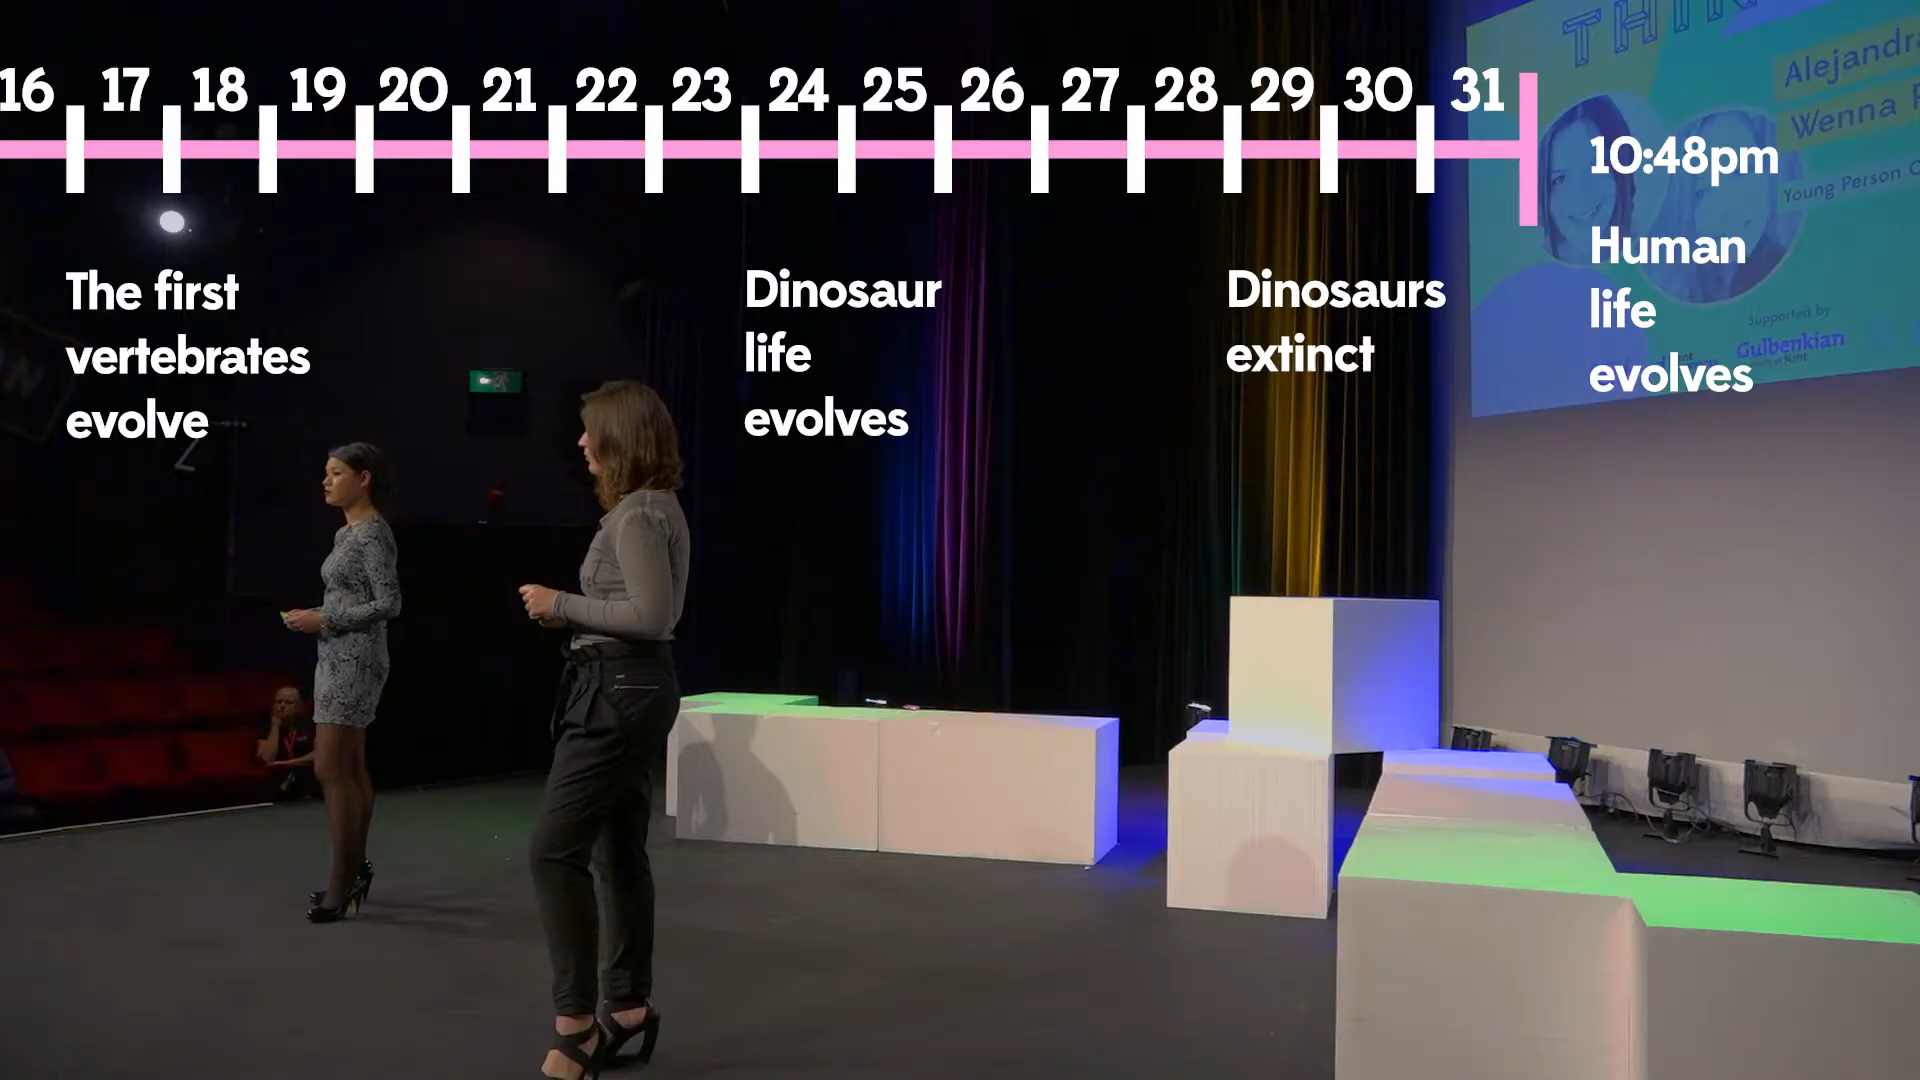 16 17 18 19 20 21 22 23 24 25 26 27 28 29 30 31
The first
vertebrates
evolve
Dinosaur
life
evolves
Dinosaurs
extinct
10:48pm
Human
life
evolves
Alejandra
Wenna
Young Person
Supported by
Gulbenkian